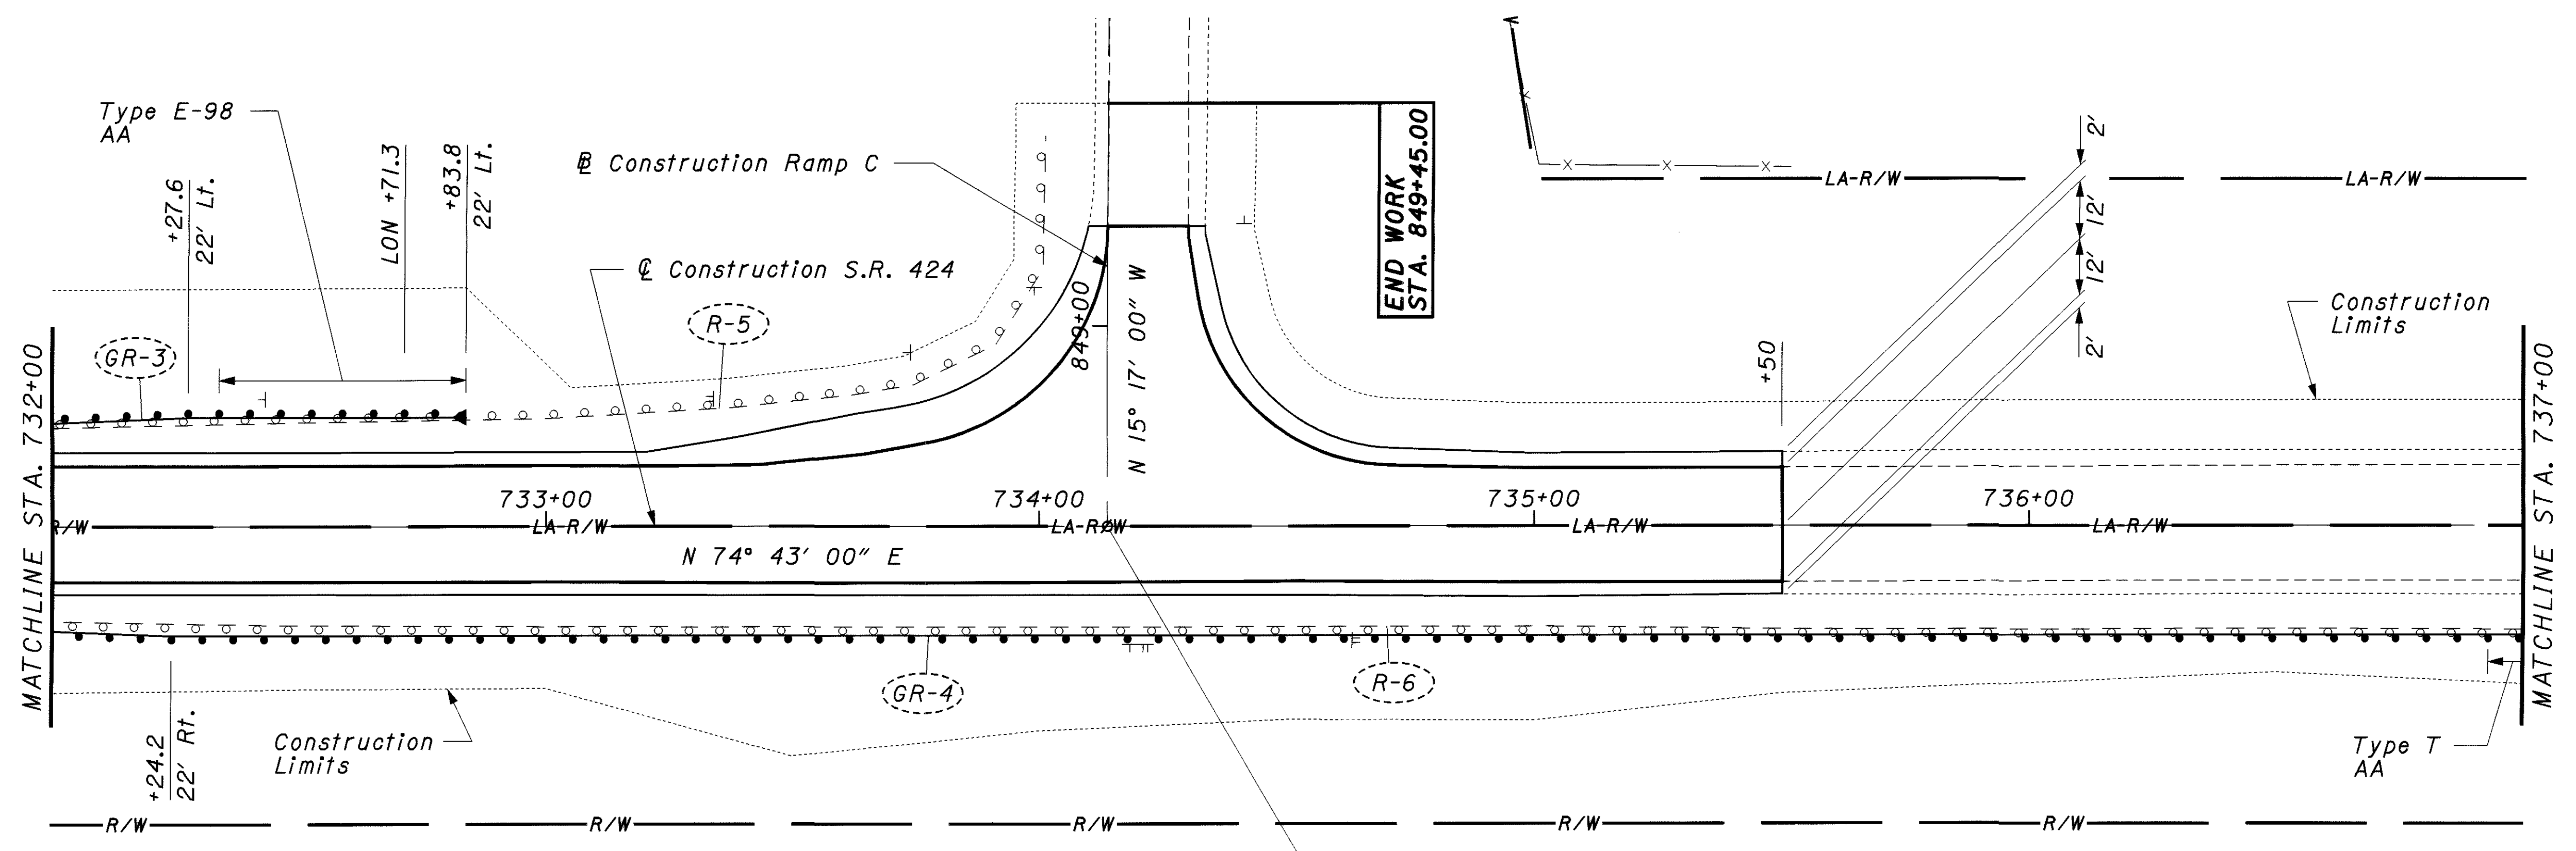 Type E-98
AA
+27.6
22' Lt.
LON +71.3
+83.8
22' Lt.
℄ Construction S.R. 424
Construction Ramp C
END WORK
STA. 849+45.00
LA-R/W
LA-R/W
2'
12'
12'
2'
Construction
Limits
GR-3
R-5
849+00
N 15° 17' 00" W
+50
MATCHLINE STA. 732+00
733+00
734+00
735+00
736+00
MATCHLINE STA. 737+00
R/W
LA-R/W
LA-R/W
LA-R/W
LA-R/W
N 74° 43' 00" E
GR-4
R-6
+24.2
22' Rt.
Construction
Limits
Type T
AA
R/W
R/W
R/W
R/W
R/W